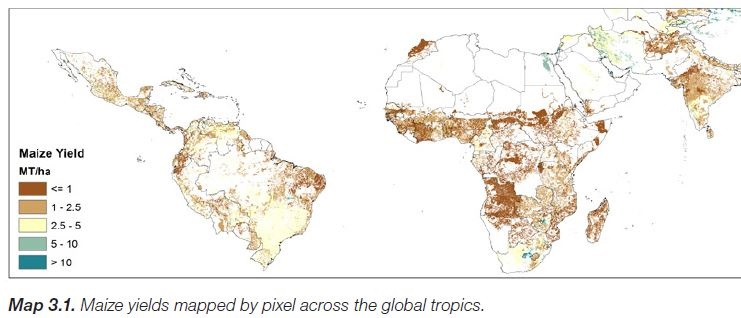 Maize Yield
MT/ha
<= 1
1 - 2.5
2.5 - 5
5 - 10
> 10
Map 3.1. Maize yields mapped by pixel across the global tropics.